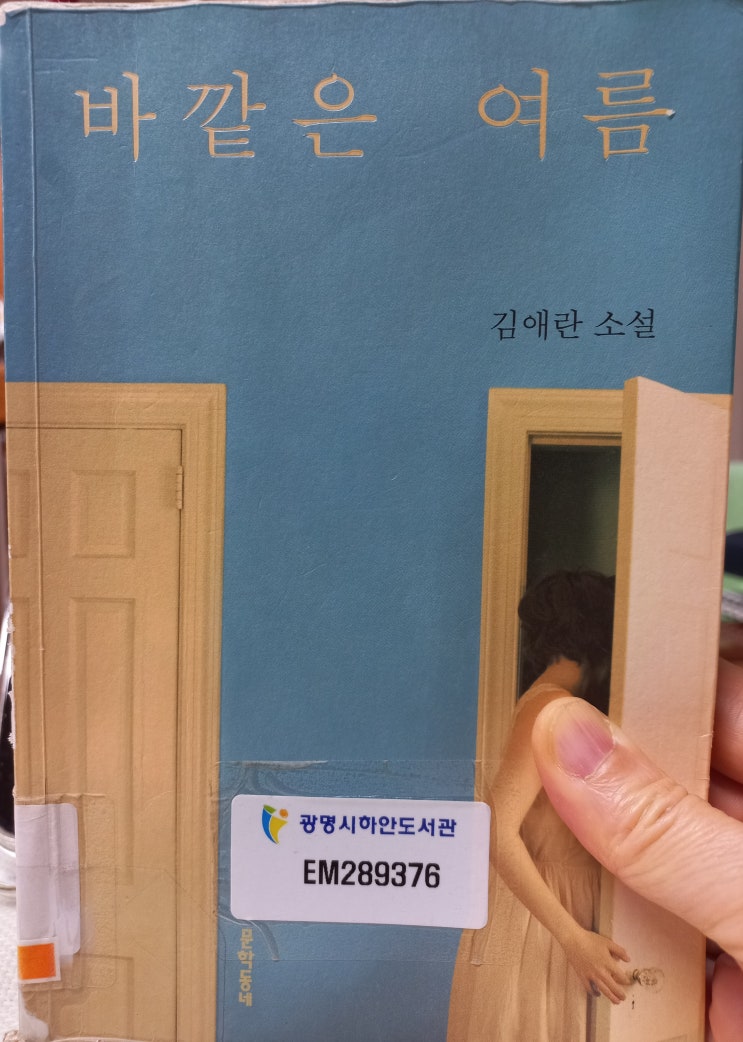 바깥은 여름
김애란 소설
광명시하안도서관
EM289376
문학동네